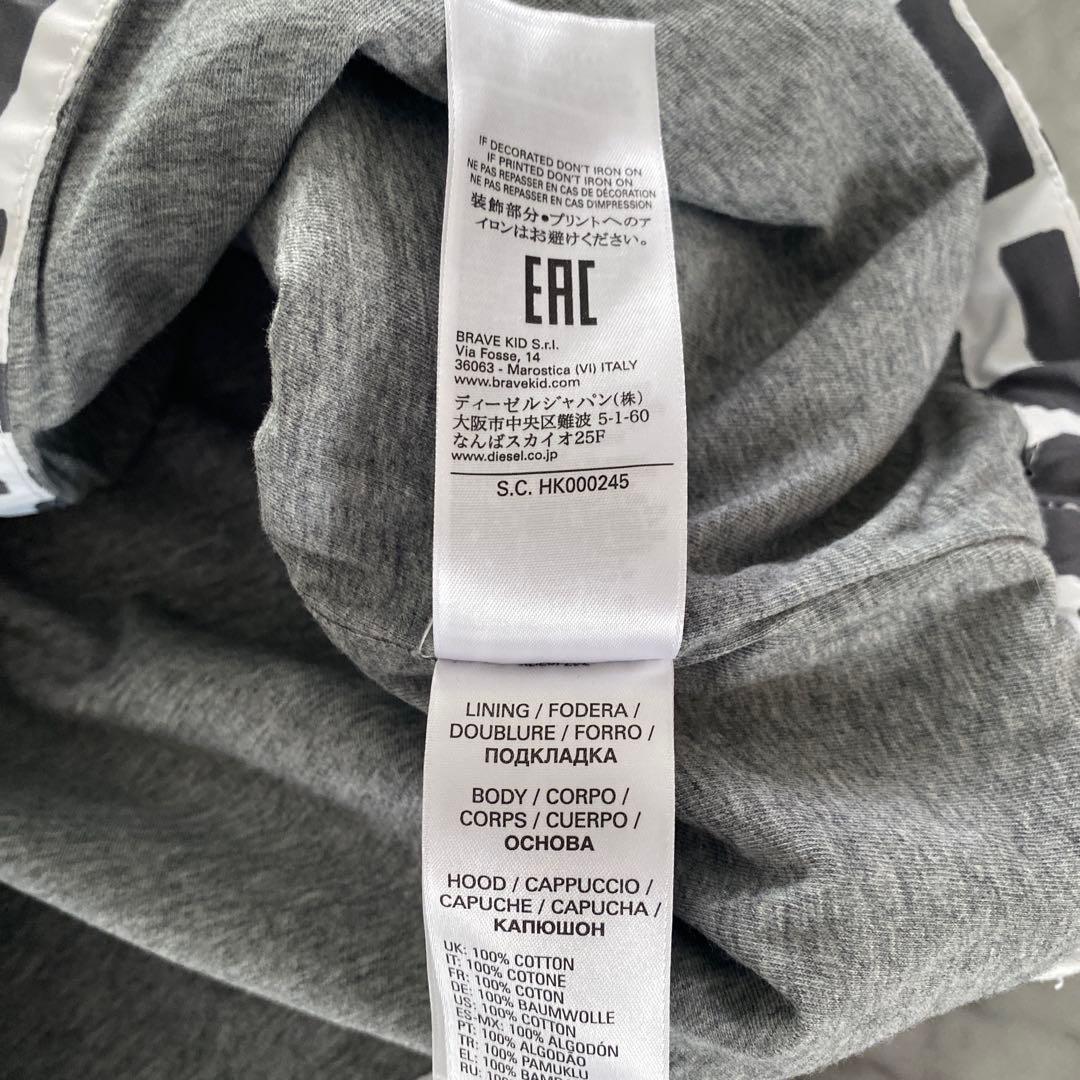 IF DECORATED DON'T IRON ON
IF PRINTED DON'T IRON ON
NE PAS REPASSER EN CAS DE DÉCORATION
NE PAS REPASSER EN CAS D'IMPRESSION
装飾部分●プリントへのア
イロンはお避けください。
EAC
BRAVE KID S.r.l.
Via Fosse, 14
36063 - Marostica (VI) ITALY
www.bravekid.com
ディーゼルジャパン(株)
大阪市中央区難波 5-1-60
なんばスカイオ25F
www.diesel.co.jp
S.C. HK000245
LINING / FODERA /
DOUBLURE / FORRO /
ПОДКЛАДКА
BODY / CORPO /
CORPS / CUERPO /
ОСНОВА
HOOD / CAPPUCCIO /
CAPUCHE / CAPUCHA /
КАПЮШОН
UK: 100% COTTON
IT: 100% COTONE
FR: 100% COTON
DE: 100% BAUMWOLLE
US: 100% COTTON
ES-MX: 100% ALGODÓN
PT: 100% ALGODÃO
TR: 100% PAMUKLU
EL: 100%
RU: